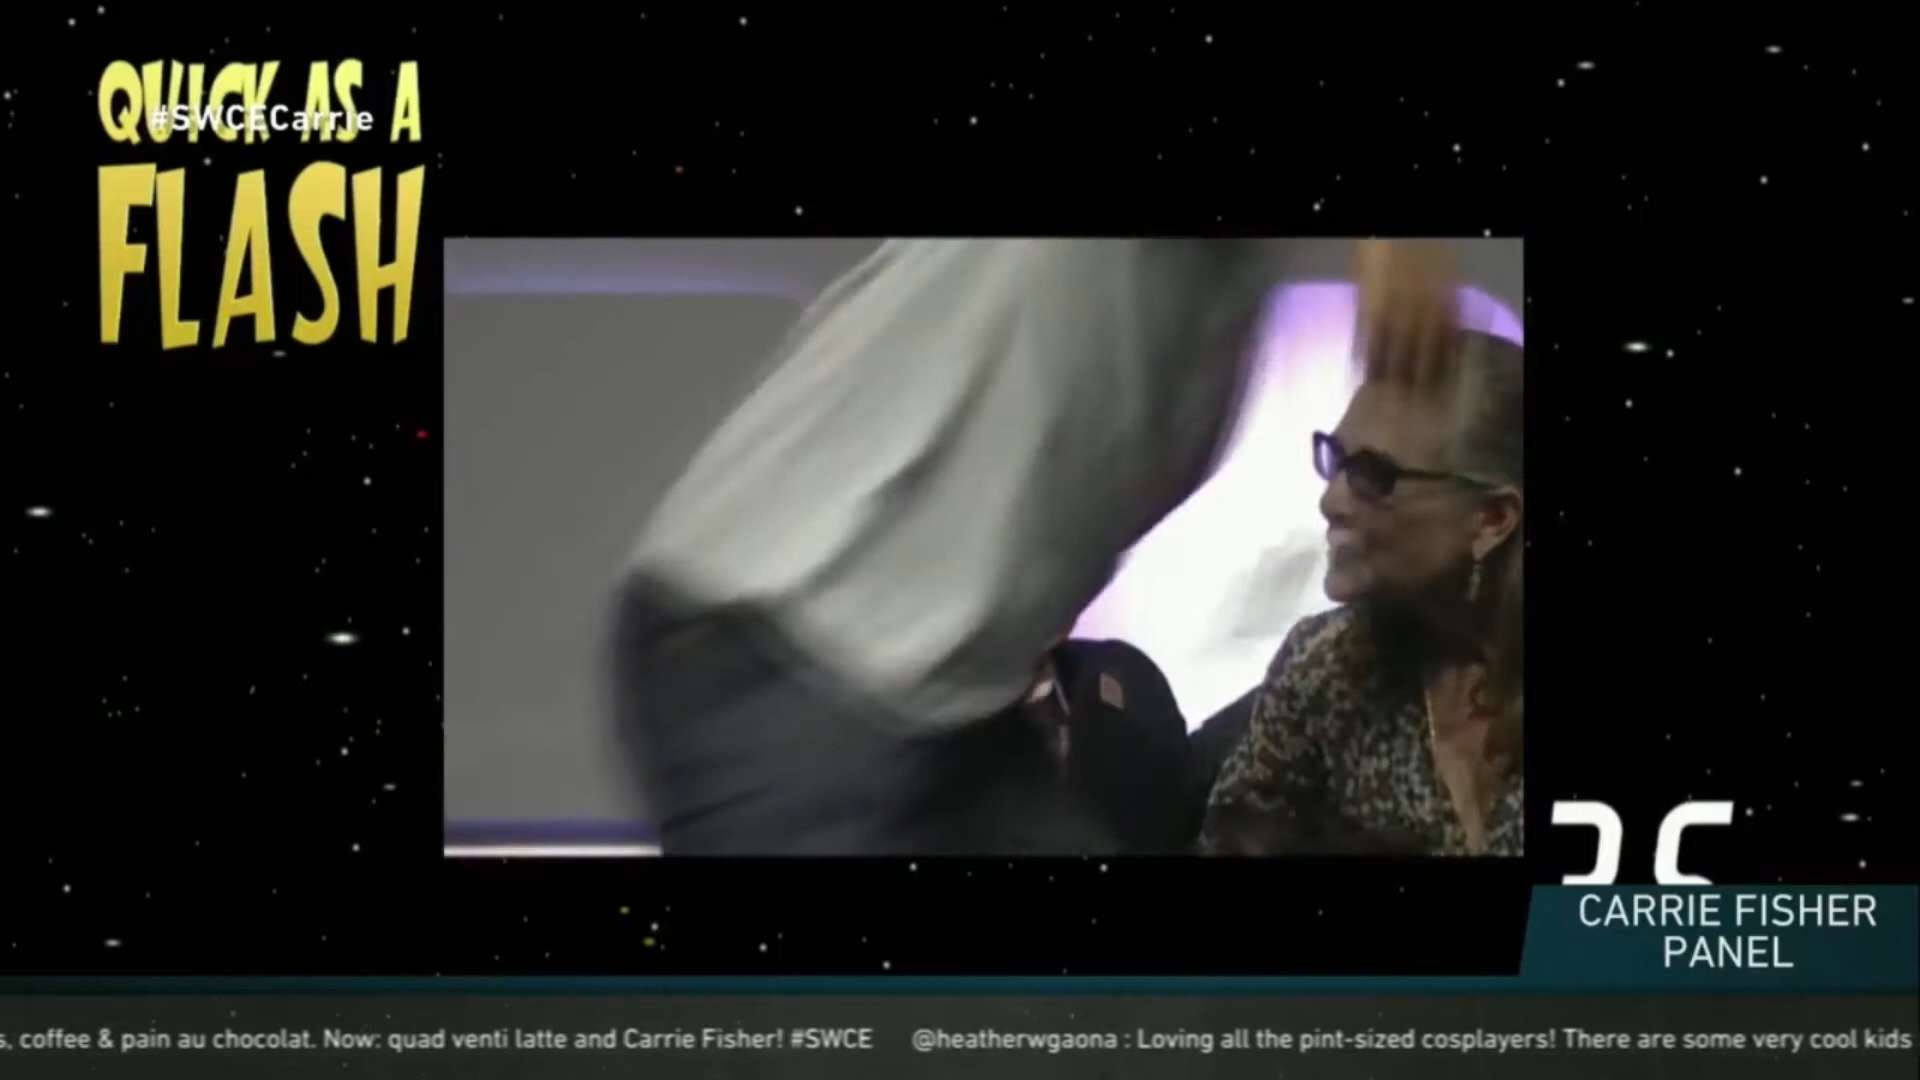 QUICK AS A
#SWCECarrie
FLASH
CARRIE FISHER
PANEL
s, coffee & pain au chocolat. Now: quad venti latte and Carrie Fisher! #SWCE @heatherwgaona : Loving all the pint-sized cosplayers! There are some very cool kids